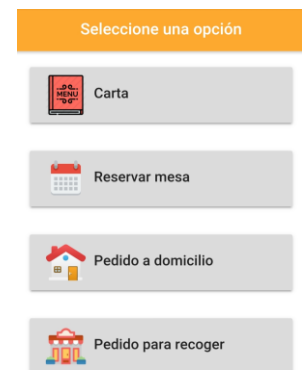 Seleccione una opción
MENU
Carta
Reservar mesa
Pedido a domicilio
Pedido para recoger